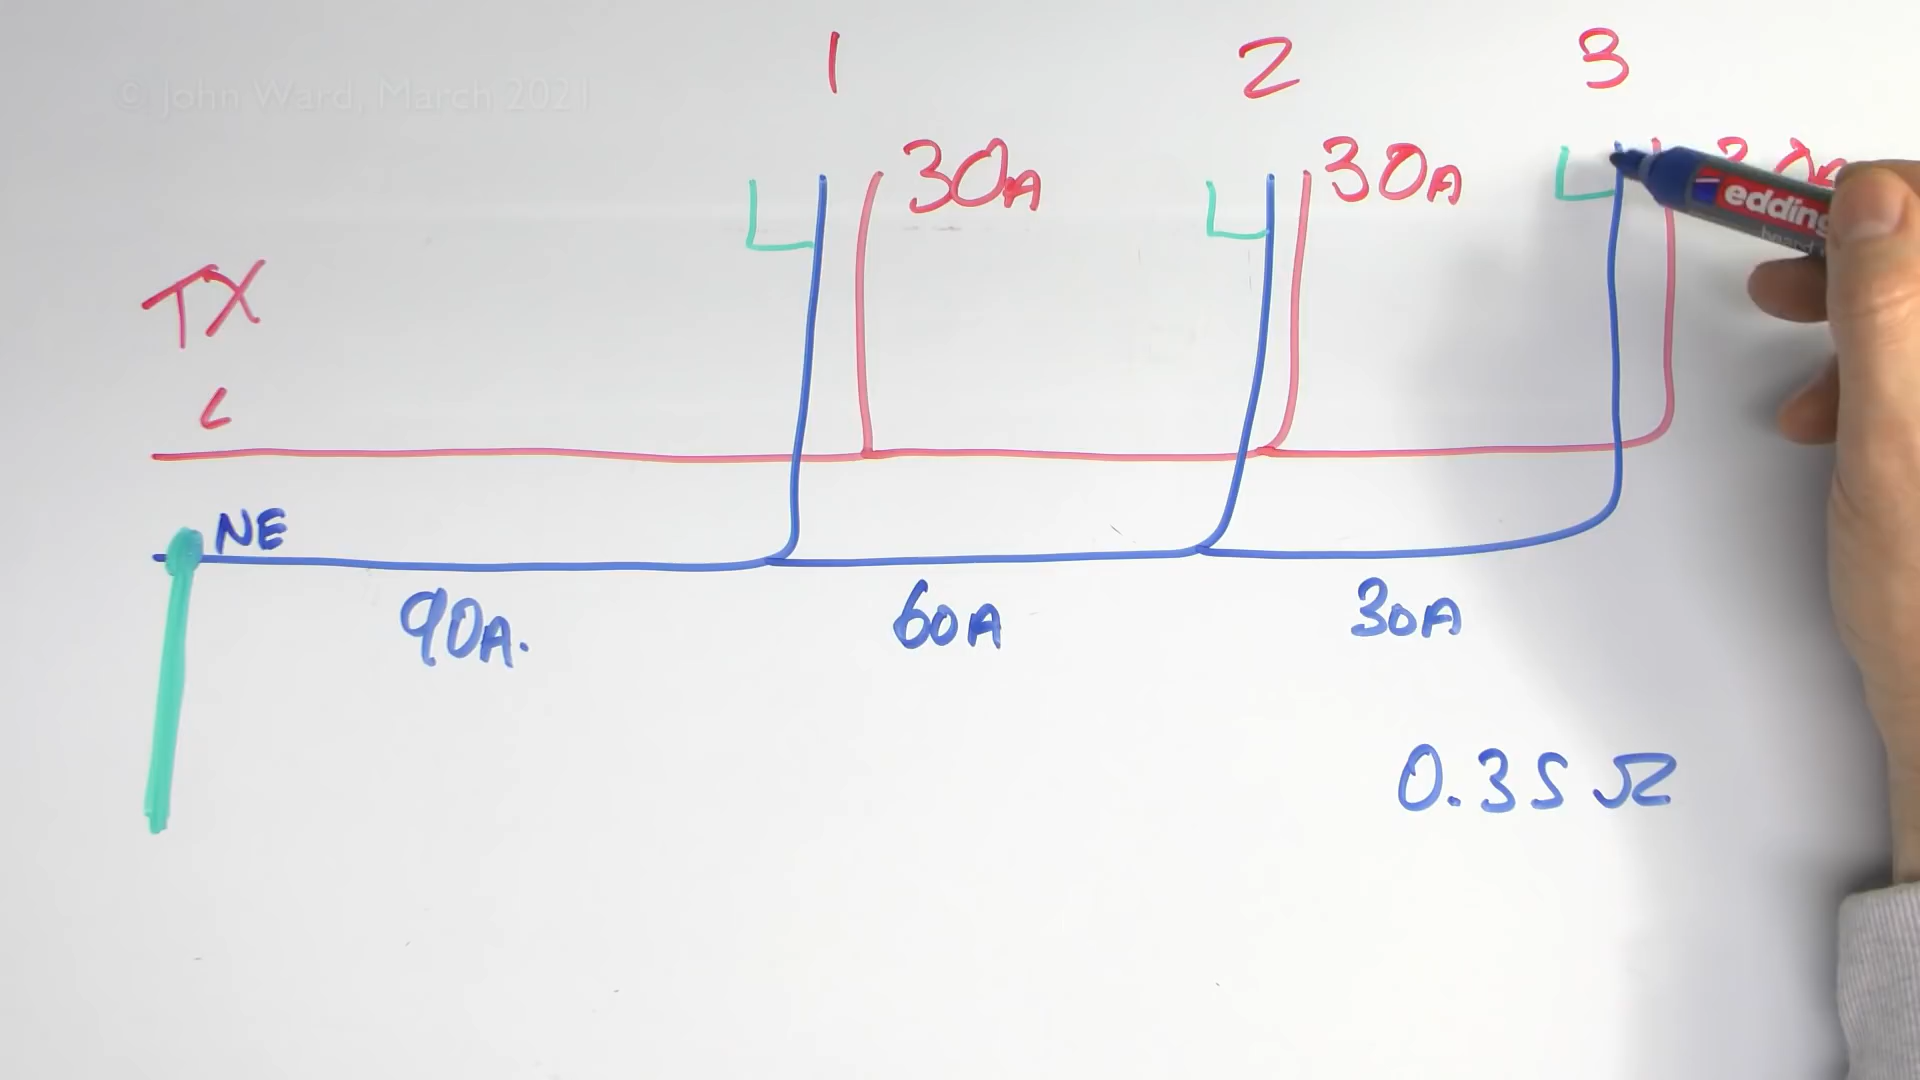 © John Ward, March 2021
1 2 3
30A 30A
edding
TX
L
NE
90A. 60A 30A
0.35 Ω